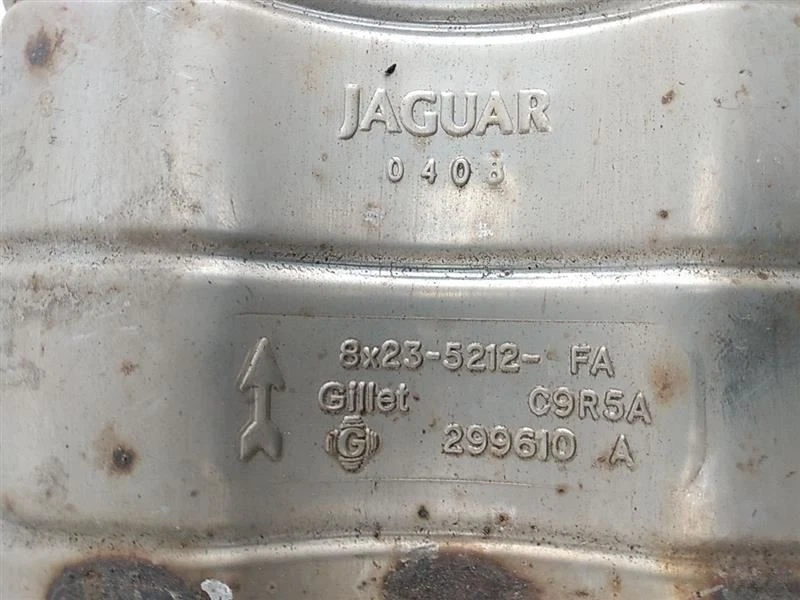 JAGUAR
0408
8x23-5212- FA
Gillet C9R5A
G 299610 A